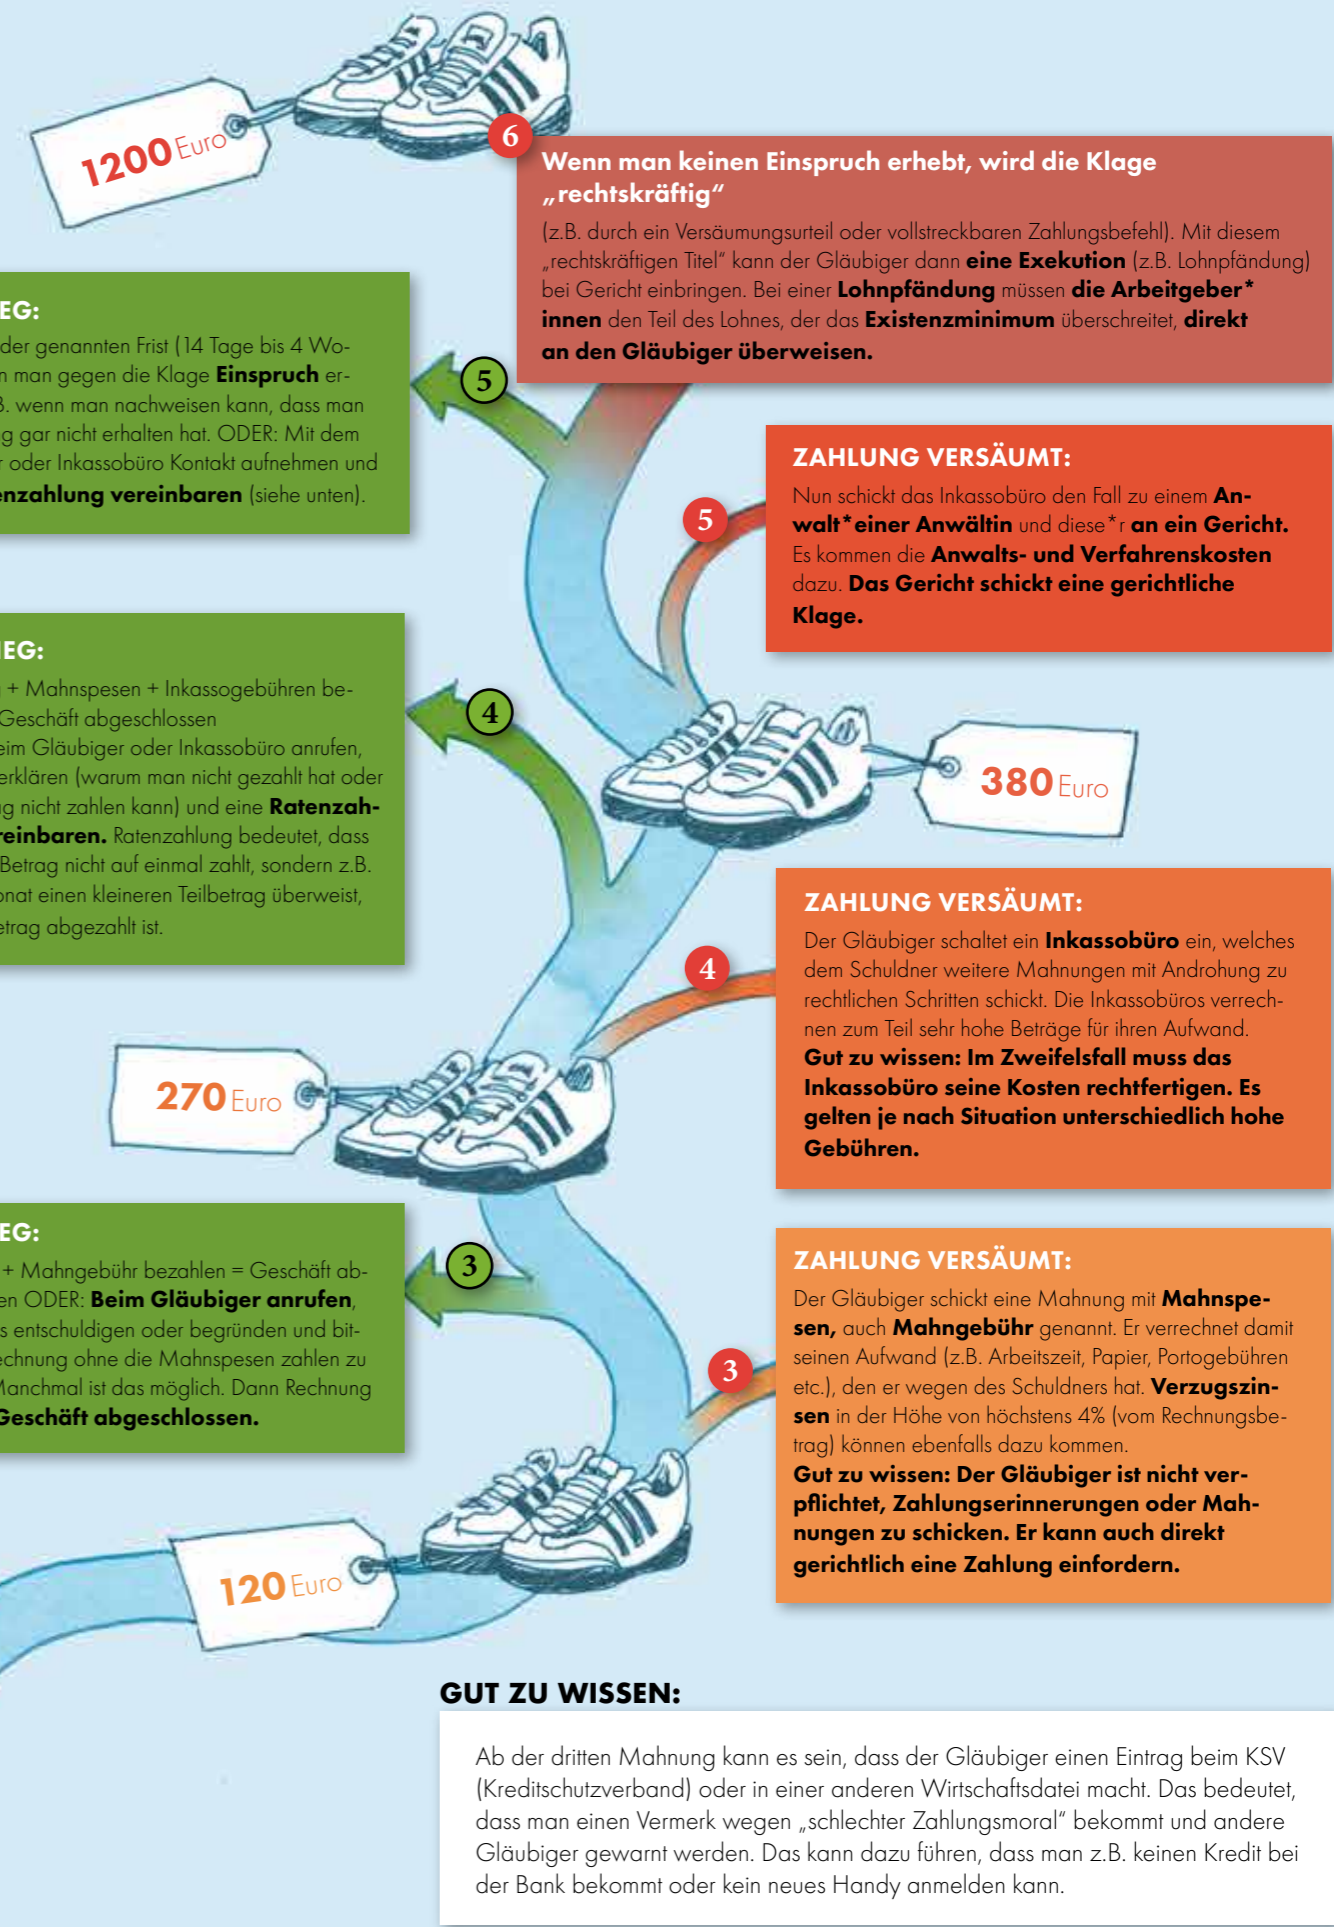 1200 Euro
6
Wenn man keinen Einspruch erhebt, wird die Klage
„rechtskräftig“
(z.B. durch ein Versäumungsurteil oder vollstreckbaren Zahlungsbefehl). Mit diesem
„rechtskräftigen Titel“ kann der Gläubiger dann eine Exekution (z.B. Lohnpfändung)
bei Gericht einbringen. Bei einer Lohnpfändung müssen die Arbeitgeber*
innen den Teil des Lohnes, der das Existenzminimum überschreitet, direkt
an den Gläubiger überweisen.
EG:
der genannten Frist (14 Tage bis 4 Wo-
n man gegen die Klage Einspruch er-
B. wenn man nachweisen kann, dass man
g gar nicht erhalten hat. ODER: Mit dem
r oder Inkassobüro Kontakt aufnehmen und
enzahlung vereinbaren (siehe unten).
5
5
ZAHLUNG VERSÄUMT:
Nun schickt das Inkassobüro den Fall zu einem An-
walt*einer Anwältin und diese*r an ein Gericht.
Es kommen die Anwalts- und Verfahrenskosten
dazu. Das Gericht schickt eine gerichtliche
Klage.
IEG:
+ Mahnspesen + Inkassogebühren be-
Geschäft abgeschlossen
eim Gläubiger oder Inkassobüro anrufen,
erklären (warum man nicht gezahlt hat oder
ag nicht zahlen kann) und eine Ratenzah-
reinbaren. Ratenzahlung bedeutet, dass
Betrag nicht auf einmal zahlt, sondern z.B.
onat einen kleineren Teilbetrag überweist,
etrag abgezahlt ist.
4
380 Euro
4
ZAHLUNG VERSÄUMT:
Der Gläubiger schaltet ein Inkassobüro ein, welches
dem Schuldner weitere Mahnungen mit Androhung zu
rechtlichen Schritten schickt. Die Inkassobüros verrech-
nen zum Teil sehr hohe Beträge für ihren Aufwand.
Gut zu wissen: Im Zweifelsfall muss das
Inkassobüro seine Kosten rechtfertigen. Es
gelten je nach Situation unterschiedlich hohe
Gebühren.
270 Euro
EG:
+ Mahngebühr bezahlen = Geschäft ab-
en ODER: Beim Gläubiger anrufen,
s entschuldigen oder begründen und bit-
echnung ohne die Mahnspesen zahlen zu
Manchmal ist das möglich. Dann Rechnung
Geschäft abgeschlossen.
3
3
ZAHLUNG VERSÄUMT:
Der Gläubiger schickt eine Mahnung mit Mahnspe-
sen, auch Mahngebühr genannt. Er verrechnet damit
seinen Aufwand (z.B. Arbeitszeit, Papier, Portogebühren
etc.), den er wegen des Schuldners hat. Verzugszin-
sen in der Höhe von höchstens 4% (vom Rechnungsbe-
trag) können ebenfalls dazu kommen.
Gut zu wissen: Der Gläubiger ist nicht ver-
pflichtet, Zahlungserinnerungen oder Mah-
nungen zu schicken. Er kann auch direkt
gerichtlich eine Zahlung einfordern.
120 Euro
GUT ZU WISSEN:
Ab der dritten Mahnung kann es sein, dass der Gläubiger einen Eintrag beim KSV
(Kreditschutzverband) oder in einer anderen Wirtschaftsdatei macht. Das bedeutet,
dass man einen Vermerk wegen „schlechter Zahlungsmoral“ bekommt und andere
Gläubiger gewarnt werden. Das kann dazu führen, dass man z.B. keinen Kredit bei
der Bank bekommt oder kein neues Handy anmelden kann.